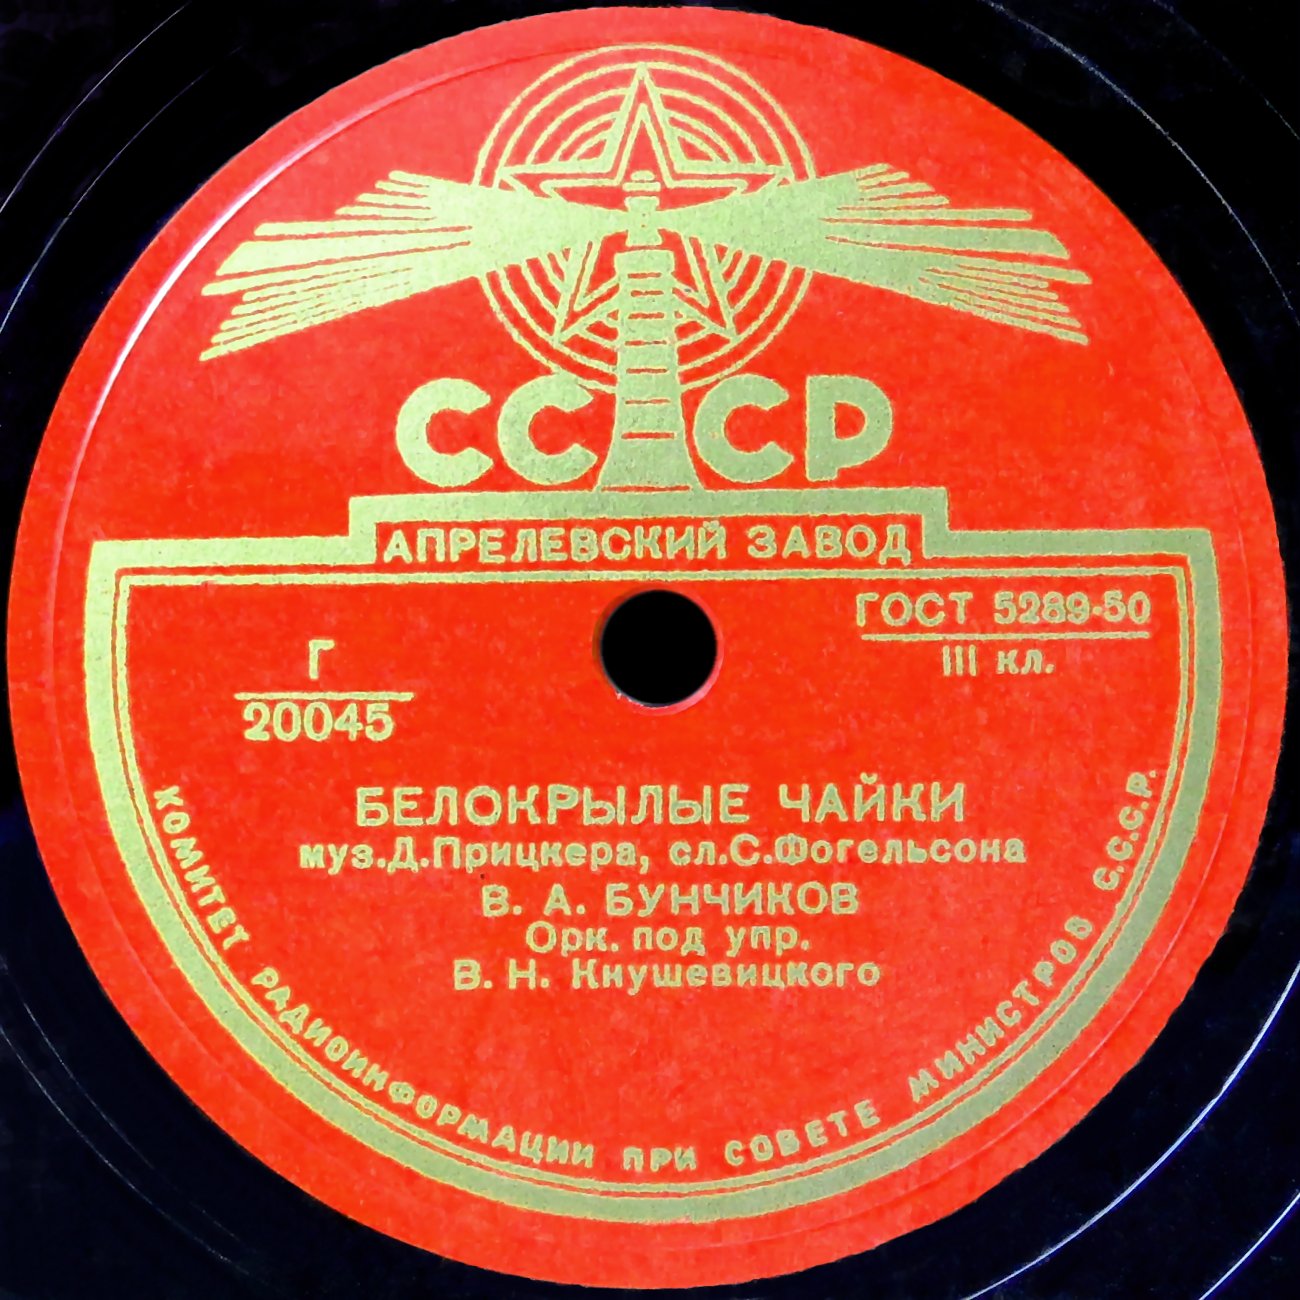 СССР
АПРЕЛЕВСКИЙ ЗАВОД
ГОСТ 5289-50
III кл.
Г
20045
БЕЛОКРЫЛЫЕ ЧАЙКИ
муз.Д.Прицкера, сл.С.Фогельсона
В. А. БУНЧИКОВ
Орк. под упр.
В. Н. Кнушевицкого
КОМИТЕТ РАДИОИНФОРМАЦИИ ПРИ СОВЕТЕ МИНИСТРОВ С.С.С.Р.